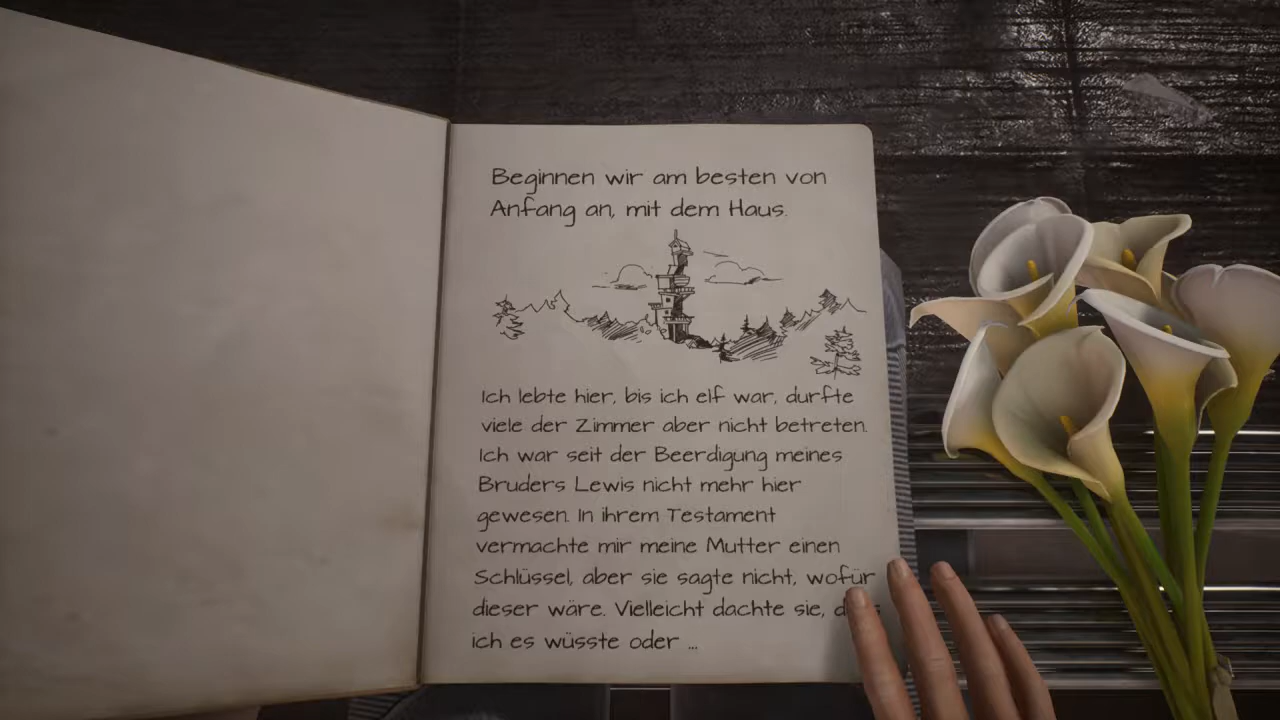 Beginnen wir am besten von
Anfang an, mit dem Haus.
Ich lebte hier, bis ich elf war, durfte
viele der Zimmer aber nicht betreten.
Ich war seit der Beerdigung meines
Bruders Lewis nicht mehr hier
gewesen. In ihrem Testament
vermachte mir meine Mutter einen
Schlüssel, aber sie sagte nicht, wofür
dieser wäre. Vielleicht dachte sie,
ich es wüsste oder ...